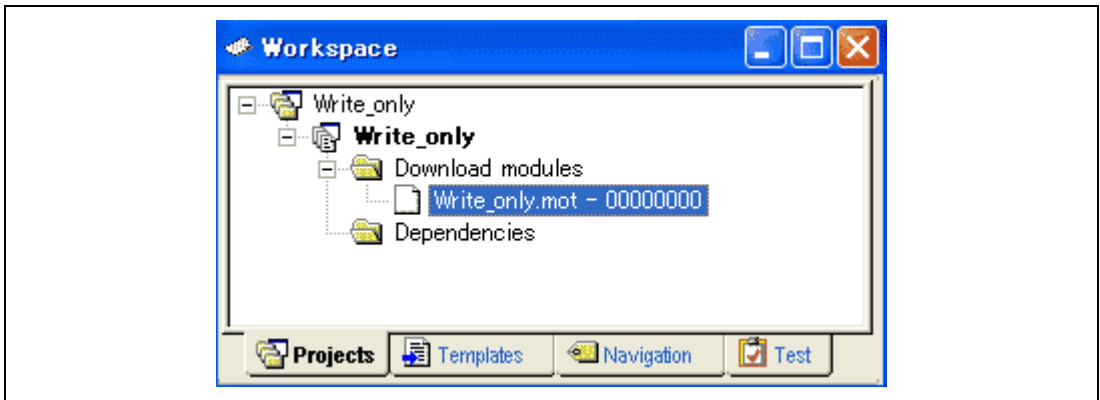 Workspace
Write_only
Write_only
Download modules
Write_only.mot - 00000000
Dependencies
Projects Templates Navigation Test